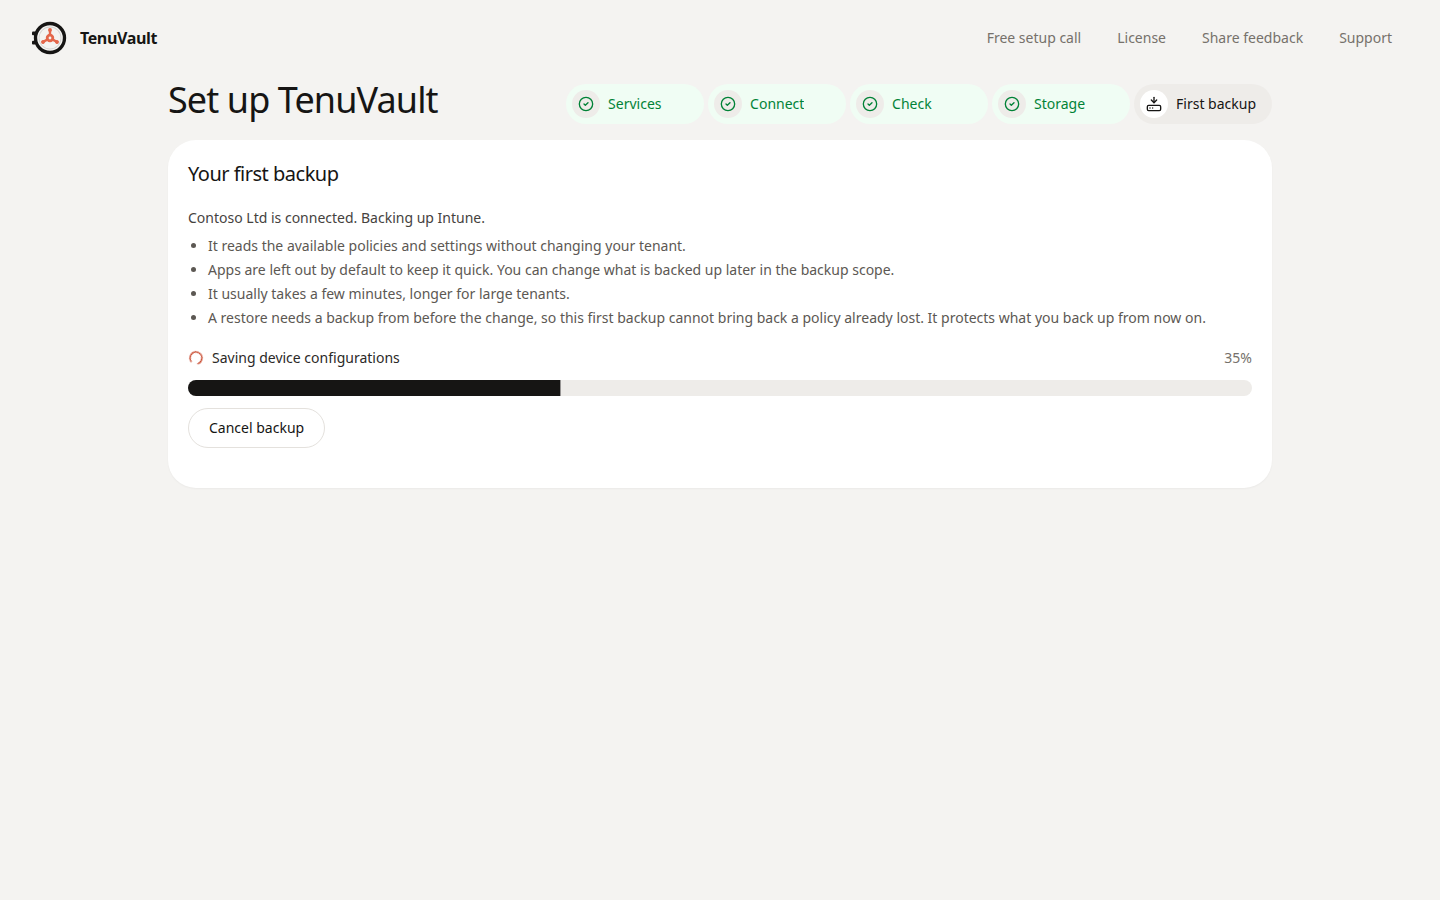 TenuVault
Free setup call
License
Share feedback
Support
Set up TenuVault
Services
Connect
Check
Storage
First backup
Your first backup
Contoso Ltd is connected. Backing up Intune.
It reads the available policies and settings without changing your tenant.
Apps are left out by default to keep it quick. You can change what is backed up later in the backup scope.
It usually takes a few minutes, longer for large tenants.
A restore needs a backup from before the change, so this first backup cannot bring back a policy already lost. It protects what you back up from now on.
Saving device configurations
35%
Cancel backup